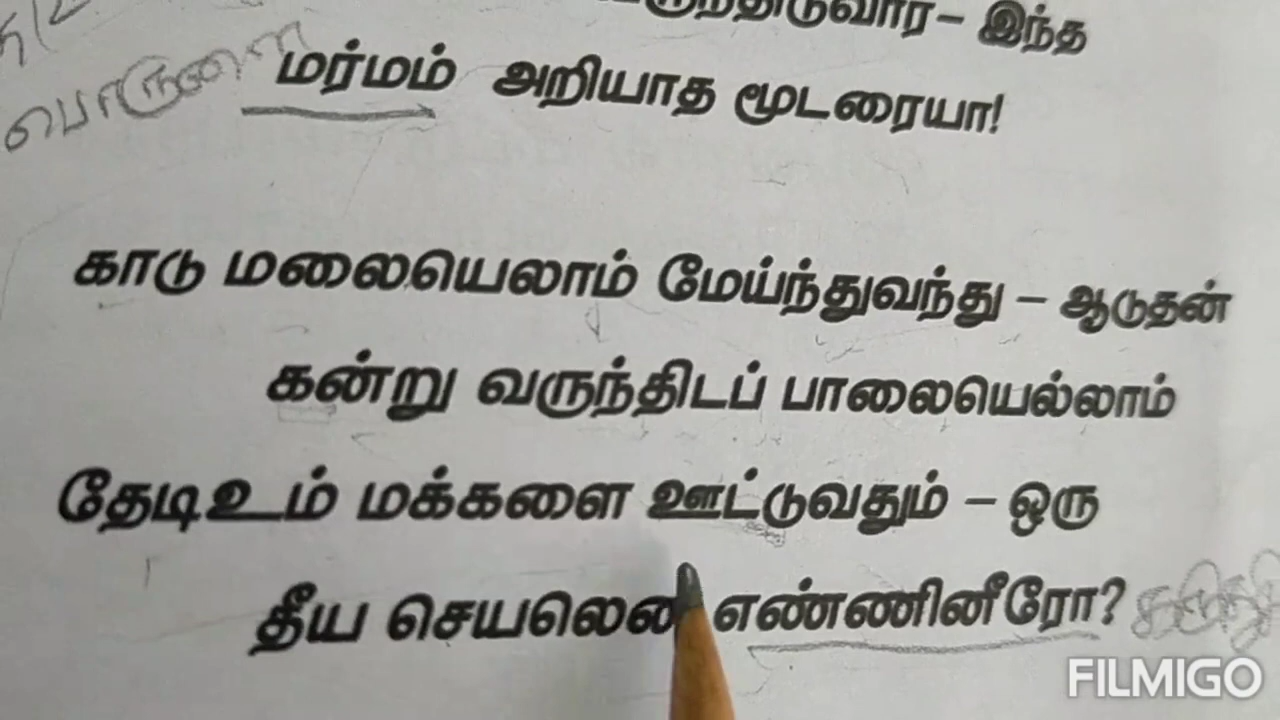 இந்த
பொருளை
மர்மம் அறியாத மூடரையா!
காடு மலையெலாம் மேய்ந்துவந்து – ஆடுதன்
கன்று வருந்திடப் பாலையெல்லாம்
தேடிஉம் மக்களை ஊட்டுவதும் – ஒரு
தீய செயலென எண்ணினீரோ?
FILMIGO